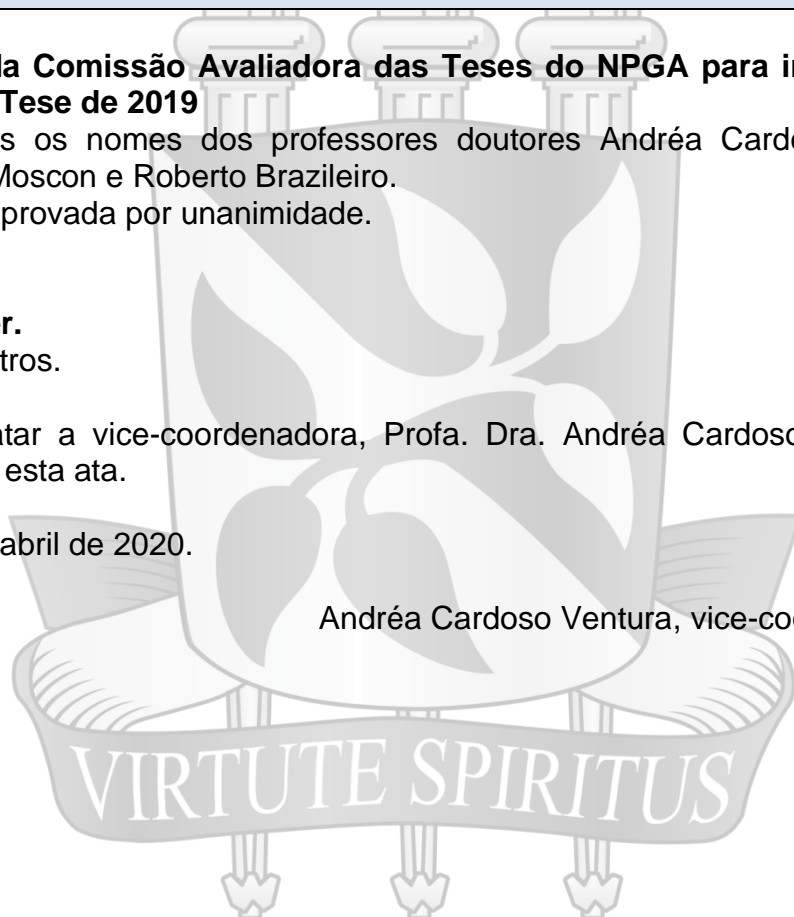 la Comissão Avaliadora das Teses do NPGA para i
Tese de 2019
s os nomes dos professores doutores Andréa Card
Moscon e Roberto Brazileiro.
provada por unanimidade.
r.
tros.
atar a vice-coordenadora, Profa. Dra. Andréa Cardoso
esta ata.
abril de 2020.
Andréa Cardoso Ventura, vice-co
VIRTUTE SPIRITUS